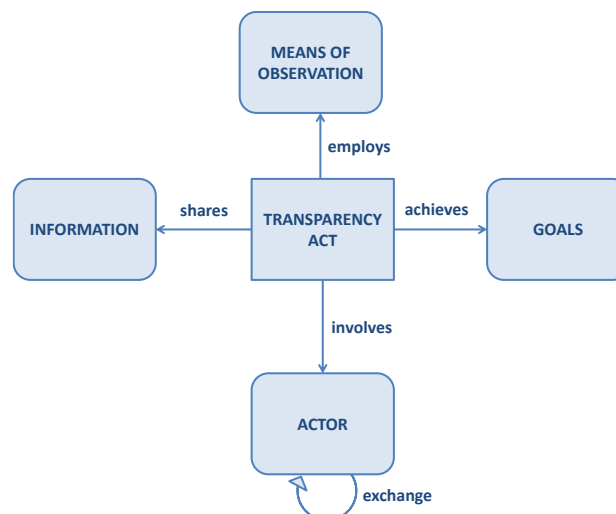 MEANS OF
OBSERVATION
employs
INFORMATION
shares
TRANSPARENCY
ACT
achieves
GOALS
involves
ACTOR
exchange